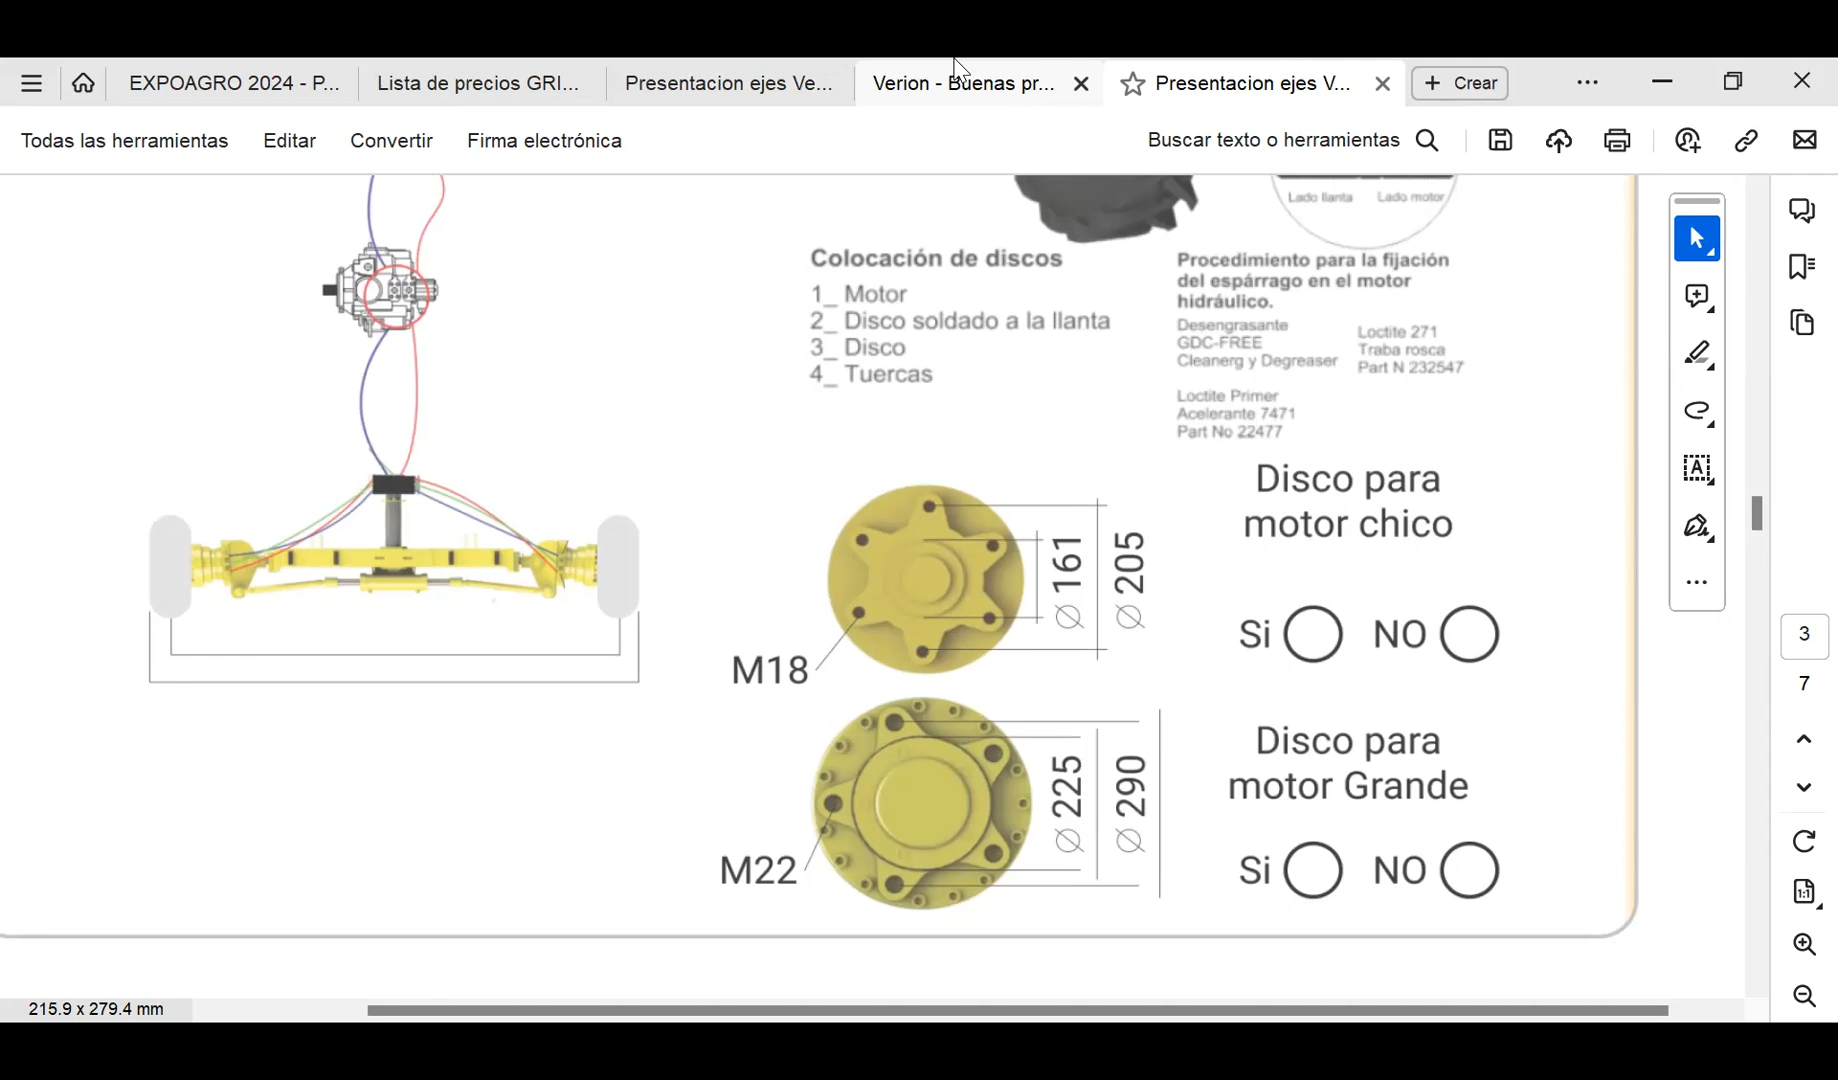 EXPOAGRO 2024 - P...
Lista de precios GRI...
Presentacion ejes Ve...
Verion - Buenas pr...
Presentacion ejes V...
Crear
Todas las herramientas
Editar
Convertir
Firma electrónica
Buscar texto o herramientas
Lado llanta
Lado motor
Colocación de discos
1_ Motor
2_ Disco soldado a la llanta
3_ Disco
4_ Tuercas
Procedimiento para la fijación
del espárrago en el motor
hidráulico.
Desengrasante
GDC-FREE
Cleanerg y Degreaser
Loctite 271
Traba rosca
Part N 232547
Loctite Primer
Acelerante 7471
Part No 22477
Disco para
motor chico
∅ 161
∅ 205
Si
NO
M18
Disco para
motor Grande
∅ 225
∅ 290
Si
NO
M22
3
7
1:1
215.9 x 279.4 mm